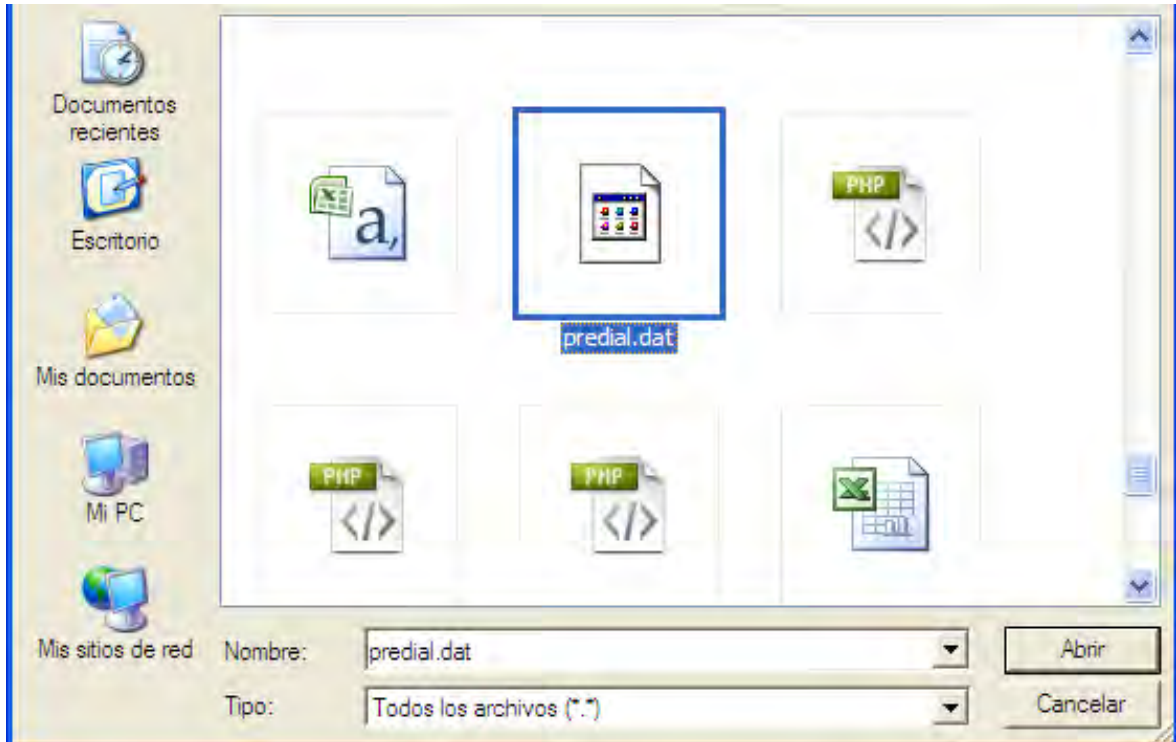 Documentos
recientes
Escritorio
Mis documentos
Mi PC
Mis sitios de red
a,
PHP
</>
predial.dat
PHP
</>
PHP
</>
Nombre:
predial.dat
Abrir
Tipo:
Todos los archivos (*.*)
Cancelar